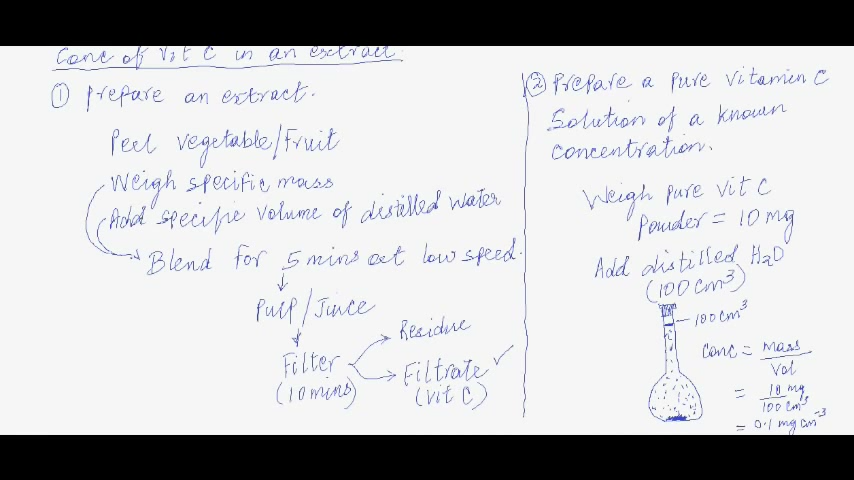 Conc of Vit C in an extract.
① Prepare an extract.
Peel vegetable/Fruit
Weigh specific mass
Add specific volume of distilled water
Blend for 5 mins at low speed.
Pulp/Juice
Filter
(10 mins)
Residue
Filtrate ✓
(Vit C)
② Prepare a pure vitamin C
Solution of a known
concentration.
Weigh pure vit C
Powder = 10 mg
Add distilled H₂O
(100 cm³)
100 cm³
Conc = mass / Vol
= 10 mg / 100 cm³
= 0.1 mg cm⁻³